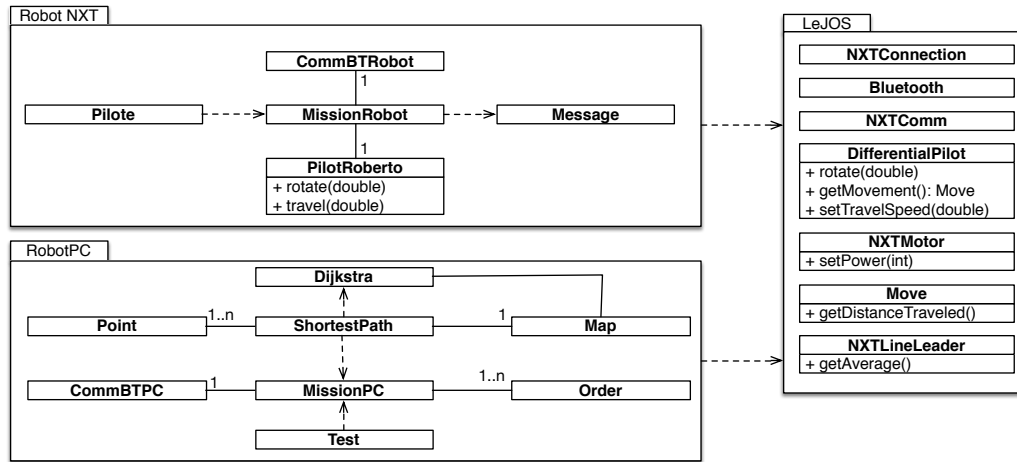 Robot NXT
CommBTRobot
1
Pilote
MissionRobot
Message
1
PilotRoberto
+ rotate(double)
+ travel(double)
RobotPC
Dijkstra
1..n
1
Point
ShortestPath
Map
1
1..n
CommBTPC
MissionPC
Order
Test
LeJOS
NXTConnection
Bluetooth
NXTComm
DifferentialPilot
+ rotate(double)
+ getMovement(): Move
+ setTravelSpeed(double)
NXTMotor
+ setPower(int)
Move
+ getDistanceTraveled()
NXTLineLeader
+ getAverage()